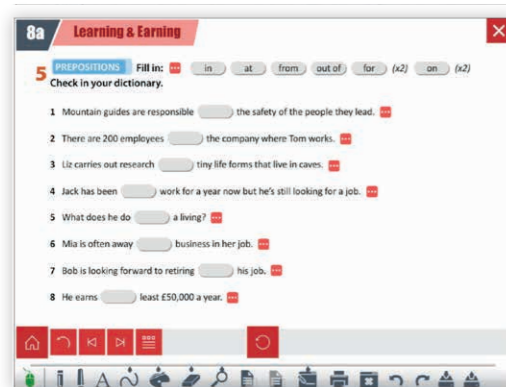 8a Learning & Earning
5 PREPOSITIONS Fill in: in at from out of for (x2) on (x2)
Check in your dictionary.
1 Mountain guides are responsible the safety of the people they lead.
2 There are 200 employees the company where Tom works.
3 Liz carries out research tiny life forms that live in caves.
4 Jack has been work for a year now but he's still looking for a job.
5 What does he do a living?
6 Mia is often away business in her job.
7 Bob is looking forward to retiring his job.
8 He earns least £50,000 a year.